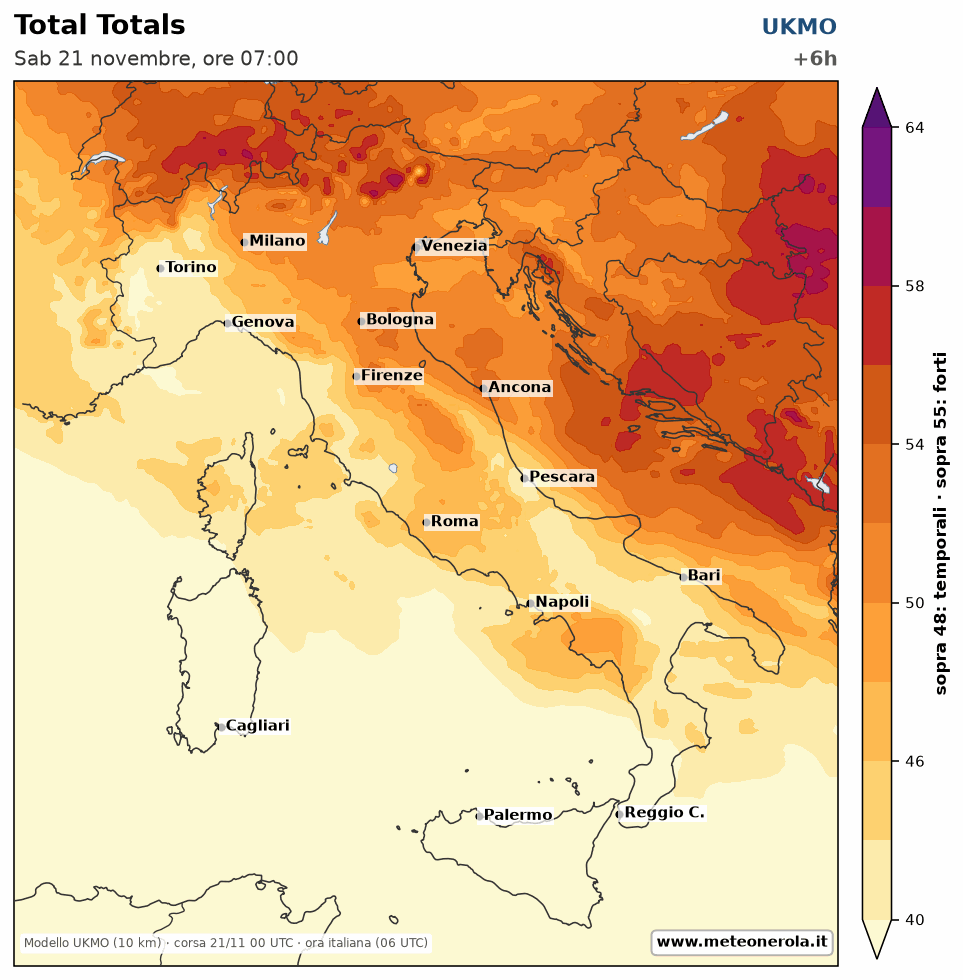 Total Totals
UKMO
Sab 21 novembre, ore 07:00
+6h
64
Milano
Venezia
Torino
58
Genova
Bologna
Firenze
Ancona
54
Pescara
Roma
Bari
50
Napoli
sopra 48: temporali · sopra 55: forti
Cagliari
46
Palermo
Reggio C.
40
Modello UKMO (10 km) · corsa 21/11 00 UTC · ora italiana (06 UTC)
www.meteonerola.it